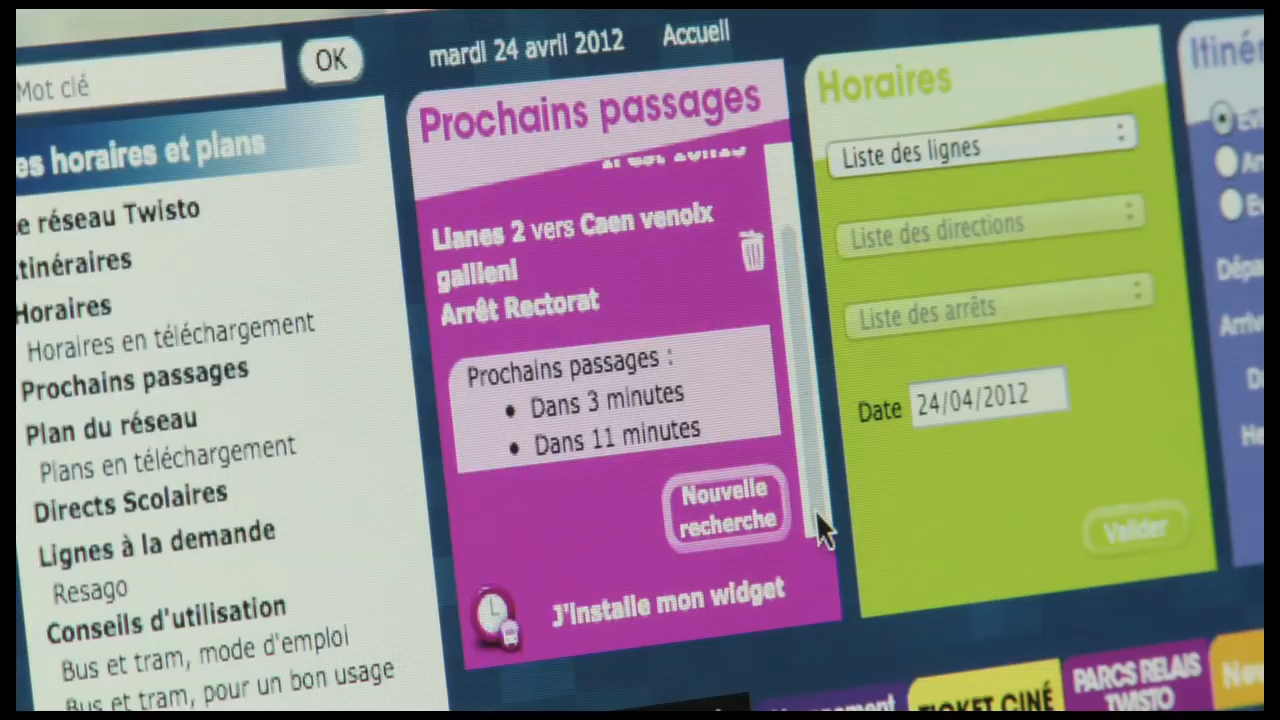 Mot clé
OK
mardi 24 avril 2012
Accueil
es horaires et plans
e réseau Twisto
tinéraires
Horaires
Horaires en téléchargement
Prochains passages
Plan du réseau
Plans en téléchargement
Directs Scolaires
Lignes à la demande
Resago
Conseils d'utilisation
Bus et tram, mode d'emploi
Bus et tram, pour un bon usage
Prochains passages
Lianes 2 vers Caen venoix
gallieni
Arrêt Rectorat
Prochains passages :
• Dans 3 minutes
• Dans 11 minutes
Nouvelle
recherche
J'installe mon widget
Horaires
Liste des lignes
Liste des directions
Liste des arrêts
Date 24/04/2012
Valider
Itinér
Dépa
Arriv
TICKET CINÉ
PARCS RELAIS
TWISTO